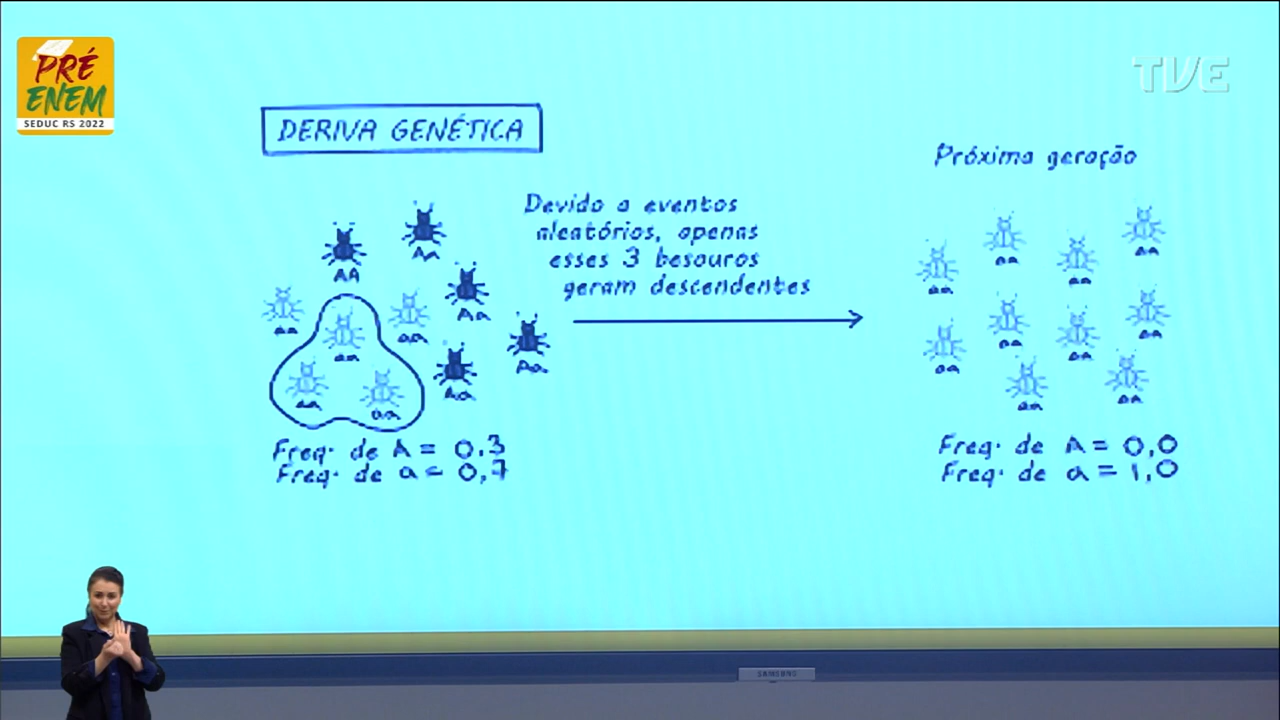 PRÉ
ENEM
SEDUC RS 2022
TVE
DERIVA GENÉTICA
Próxima geração
Devido a eventos
aleatórios, apenas
esses 3 besouros
geram descendentes
AA
Aa
Aa
Aa
Aa
aa
aa
aa
aa
aa
Freq. de A = 0.3
Freq. de a = 0,7
aa
aa
aa
aa
aa
aa
aa
aa
aa
aa
Freq. de A = 0,0
Freq. de a = 1,0
SAMSUNG